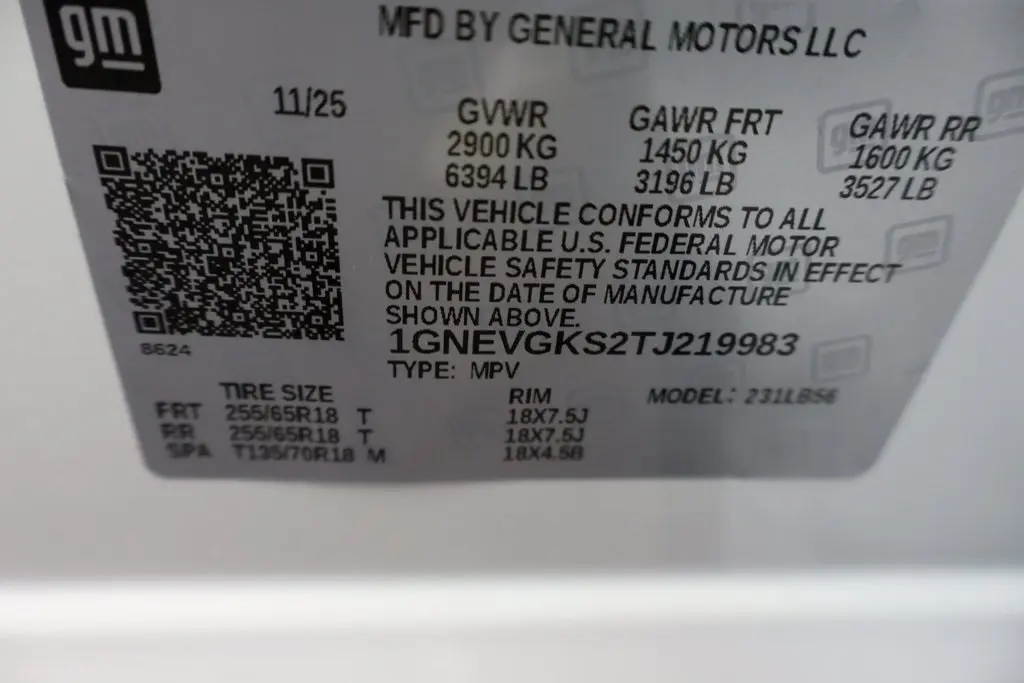 gm
MFD BY GENERAL MOTORS LLC
11/25
GVWR GAWR FRT GAWR RR
2900 KG 1450 KG 1600 KG
6394 LB 3196 LB 3527 LB
THIS VEHICLE CONFORMS TO ALL
APPLICABLE U.S. FEDERAL MOTOR
VEHICLE SAFETY STANDARDS IN EFFECT
ON THE DATE OF MANUFACTURE
SHOWN ABOVE.
1GNEVGKS2TJ219983
8624
TYPE: MPV
TIRE SIZE RIM MODEL: 231LB56
FRT 255/65R18 T 18X7.5J
RR 255/65R18 T 18X7.5J
SPA T135/70R18 M 18X4.5B